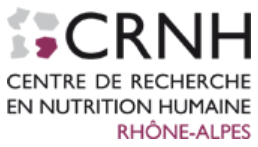 CRNH
CENTRE DE RECHERCHE
EN NUTRITION HUMAINE
RHÔNE-ALPES